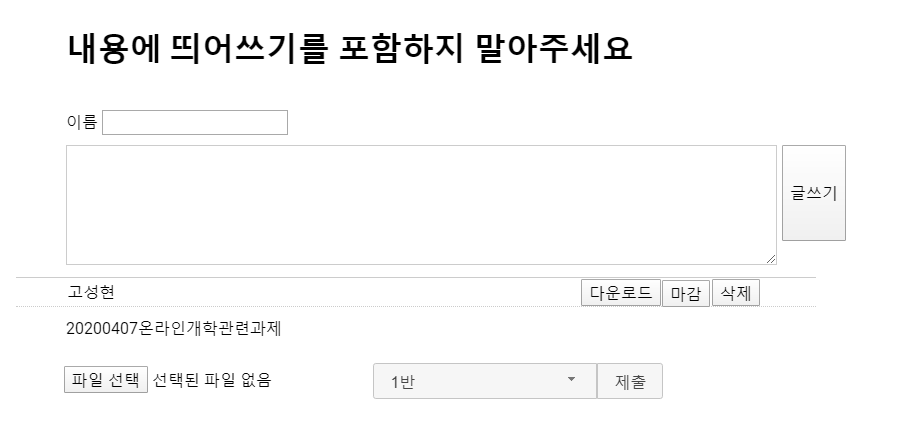 내용에 띄어쓰기를 포함하지 말아주세요
이름
글쓰기
고성현 다운로드 마감 삭제
20200407온라인개학관련과제
파일 선택 선택된 파일 없음 1반 제출